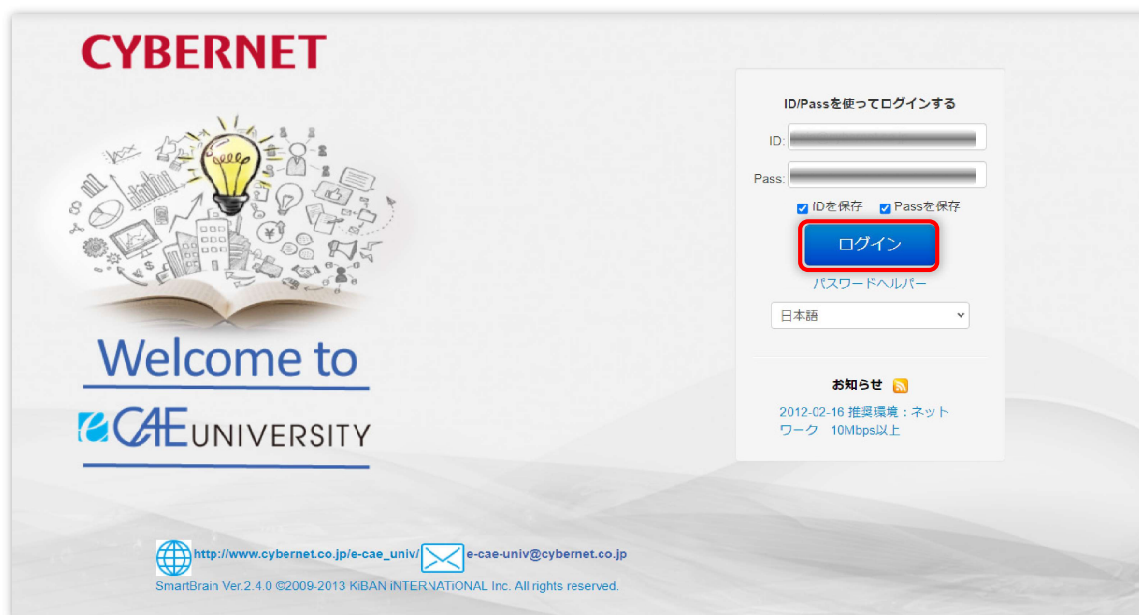 CYBERNET
Welcome to
e CAE UNIVERSITY
ID/Passを使ってログインする
ID:
Pass:
IDを保存 Passを保存
ログイン
パスワードヘルパー
日本語
お知らせ
2012-02-16 推奨環境：ネット
ワーク 10Mbps以上
http://www.cybernet.co.jp/e-cae_univ/ e-cae-univ@cybernet.co.jp
SmartBrain Ver.2.4.0 ©2009-2013 KiBAN iNTERNATiONAL Inc. All rights reserved.